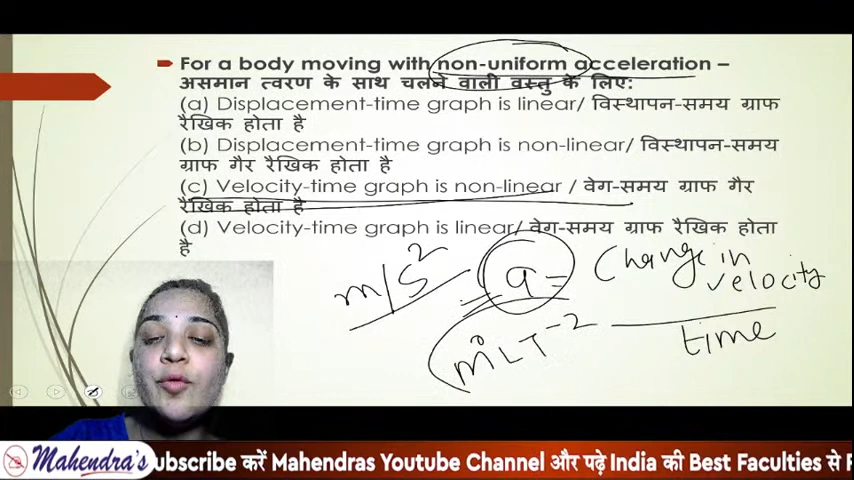 For a body moving with non-uniform acceleration –
असमान त्वरण के साथ चलने वाली वस्तु के लिए:
(a) Displacement-time graph is linear/ विस्थापन-समय ग्राफ
रैखिक होता है
(b) Displacement-time graph is non-linear/ विस्थापन-समय
ग्राफ गैर रैखिक होता है
(c) Velocity-time graph is non-linear / वेग-समय ग्राफ गैर
रैखिक होता है
(d) Velocity-time graph is linear/ वेग-समय ग्राफ रैखिक होता
है
m/s² a = Change in
velocity
time
m⁰LT⁻²
Mahendra's ubscribe करें Mahendras Youtube Channel और पढ़े India की Best Faculties से